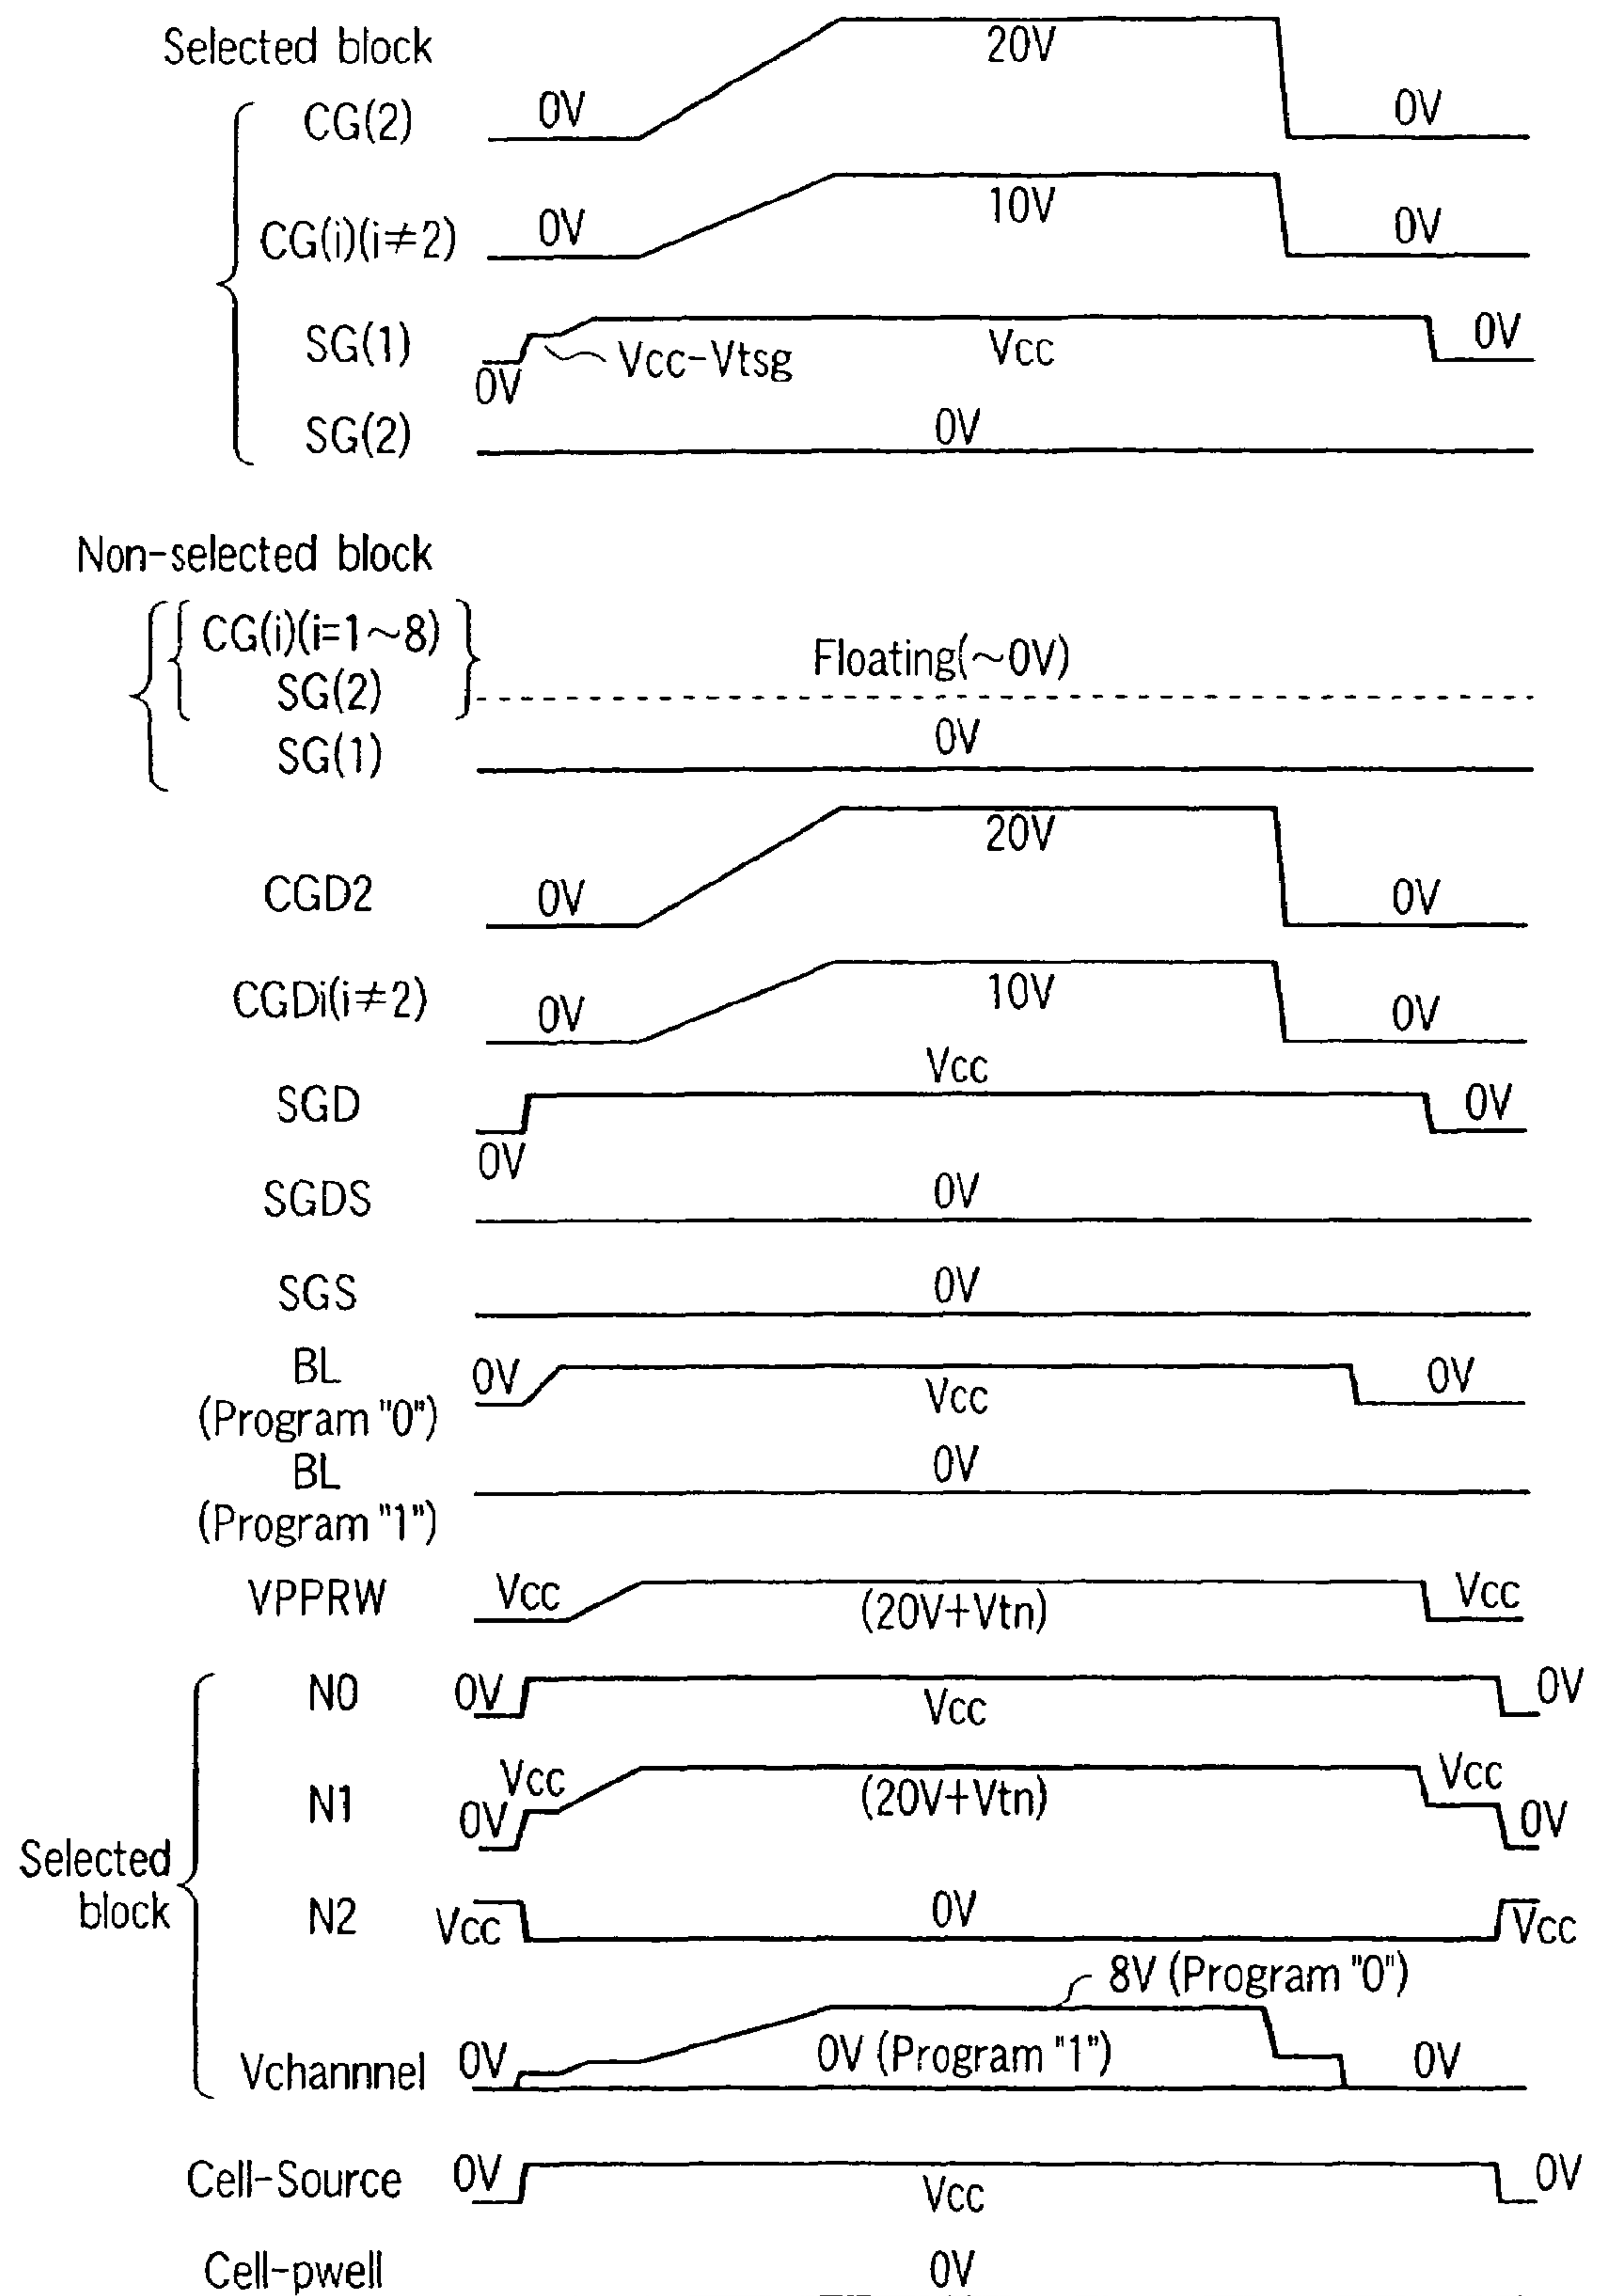 Selected block
20V
CG(2) 0V 0V
CG(i)(i≠2) 0V 10V 0V
SG(1) 0V Vcc-Vtsg Vcc 0V
SG(2) 0V
Non-selected block
CG(i)(i=1~8)
SG(2)
Floating(~0V)
SG(1) 0V
CGD2 0V 20V 0V
CGDi(i≠2) 0V 10V 0V
SGD 0V Vcc 0V
SGDS 0V
SGS 0V
BL
(Program "0")
0V Vcc 0V
BL
(Program "1")
0V
VPPRW Vcc (20V+Vtn) Vcc
Selected
block
N0 0V Vcc 0V
N1 0V Vcc (20V+Vtn) Vcc 0V
N2 Vcc 0V Vcc
8V (Program "0")
Vchannnel 0V 0V (Program "1") 0V
Cell-Source 0V Vcc 0V
Cell-pwell 0V